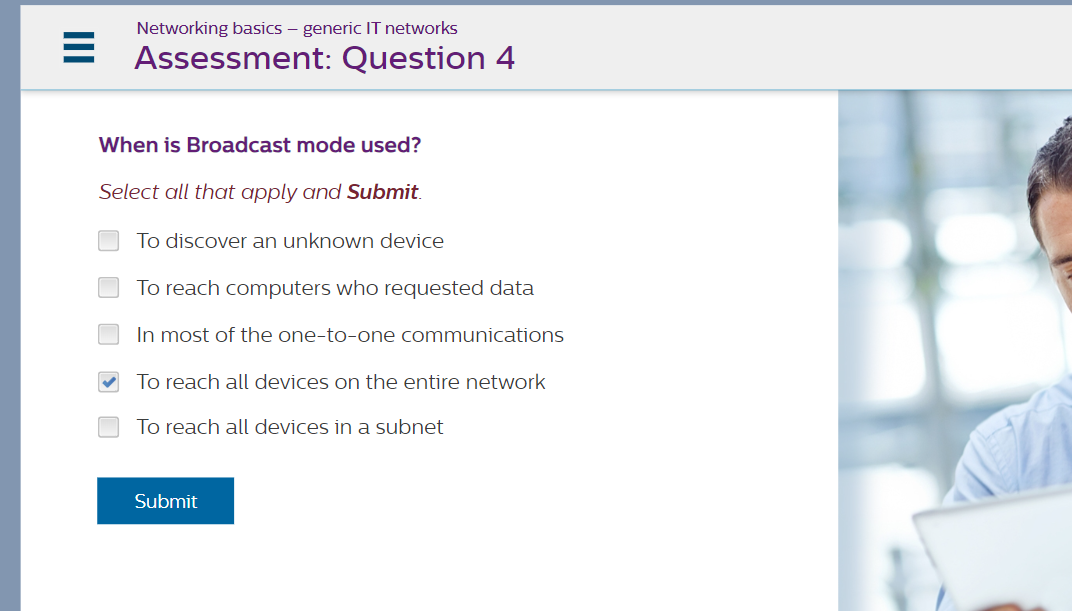 Networking basics – generic IT networks
Assessment: Question 4
When is Broadcast mode used?
Select all that apply and Submit.
To discover an unknown device
To reach computers who requested data
In most of the one-to-one communications
To reach all devices on the entire network
To reach all devices in a subnet
Submit